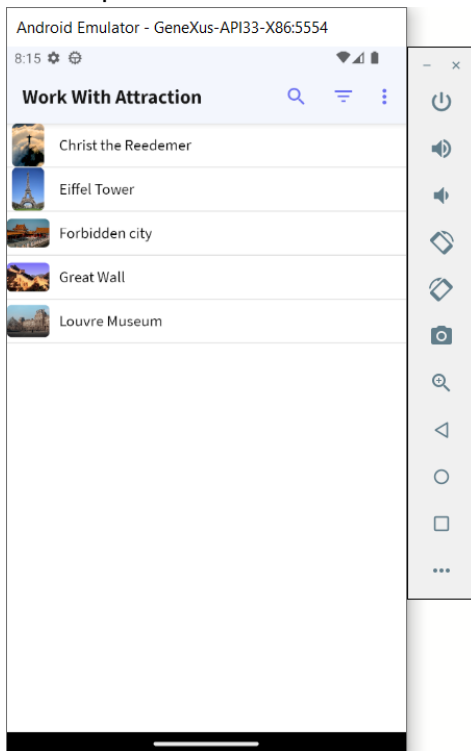 Android Emulator - GeneXus-API33-X86:5554
8:15
Work With Attraction
Christ the Reedemer
Eiffel Tower
Forbidden city
Great Wall
Louvre Museum